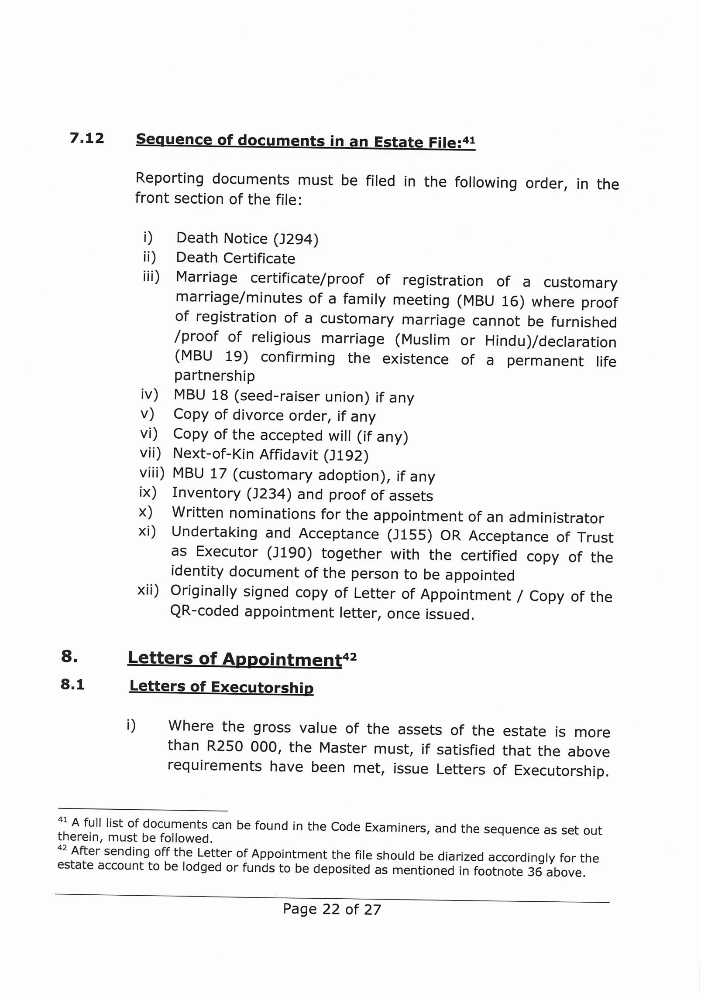 7.12 Sequence of documents in an Estate File:⁴¹
Reporting documents must be filed in the following order, in the
front section of the file:
i) Death Notice (J294)
ii) Death Certificate
iii) Marriage certificate/proof of registration of a customary
marriage/minutes of a family meeting (MBU 16) where proof
of registration of a customary marriage cannot be furnished
/proof of religious marriage (Muslim or Hindu)/declaration
(MBU 19) confirming the existence of a permanent life
partnership
iv) MBU 18 (seed-raiser union) if any
v) Copy of divorce order, if any
vi) Copy of the accepted will (if any)
vii) Next-of-Kin Affidavit (J192)
viii) MBU 17 (customary adoption), if any
ix) Inventory (J234) and proof of assets
x) Written nominations for the appointment of an administrator
xi) Undertaking and Acceptance (J155) OR Acceptance of Trust
as Executor (J190) together with the certified copy of the
identity document of the person to be appointed
xii) Originally signed copy of Letter of Appointment / Copy of the
QR-coded appointment letter, once issued.
8. Letters of Appointment⁴²
8.1 Letters of Executorship
i) Where the gross value of the assets of the estate is more
than R250 000, the Master must, if satisfied that the above
requirements have been met, issue Letters of Executorship.
⁴¹ A full list of documents can be found in the Code Examiners, and the sequence as set out
therein, must be followed.
⁴² After sending off the Letter of Appointment the file should be diarized accordingly for the
estate account to be lodged or funds to be deposited as mentioned in footnote 36 above.
Page 22 of 27